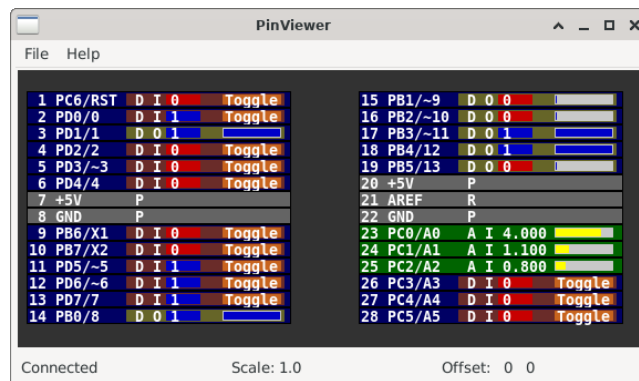 PinViewer
File Help
1 PC6/RST D I 0 Toggle
2 PD0/0 D I 1 Toggle
3 PD1/1 D O 1
4 PD2/2 D I 0 Toggle
5 PD3/~3 D I 0 Toggle
6 PD4/4 D I 0 Toggle
7 +5V P
8 GND P
9 PB6/X1 D I 0 Toggle
10 PB7/X2 D I 0 Toggle
11 PD5/~5 D I 1 Toggle
12 PD6/~6 D I 1 Toggle
13 PD7/7 D I 1 Toggle
14 PB0/8 D O 1
15 PB1/~9 D O 0
16 PB2/~10 D O 0
17 PB3/~11 D O 1
18 PB4/12 D O 1
19 PB5/13 D O 0
20 +5V P
21 AREF R
22 GND P
23 PC0/A0 A I 4.000
24 PC1/A1 A I 1.100
25 PC2/A2 A I 0.800
26 PC3/A3 D I 0 Toggle
27 PC4/A4 D I 0 Toggle
28 PC5/A5 D I 0 Toggle
Connected Scale: 1.0 Offset: 0 0